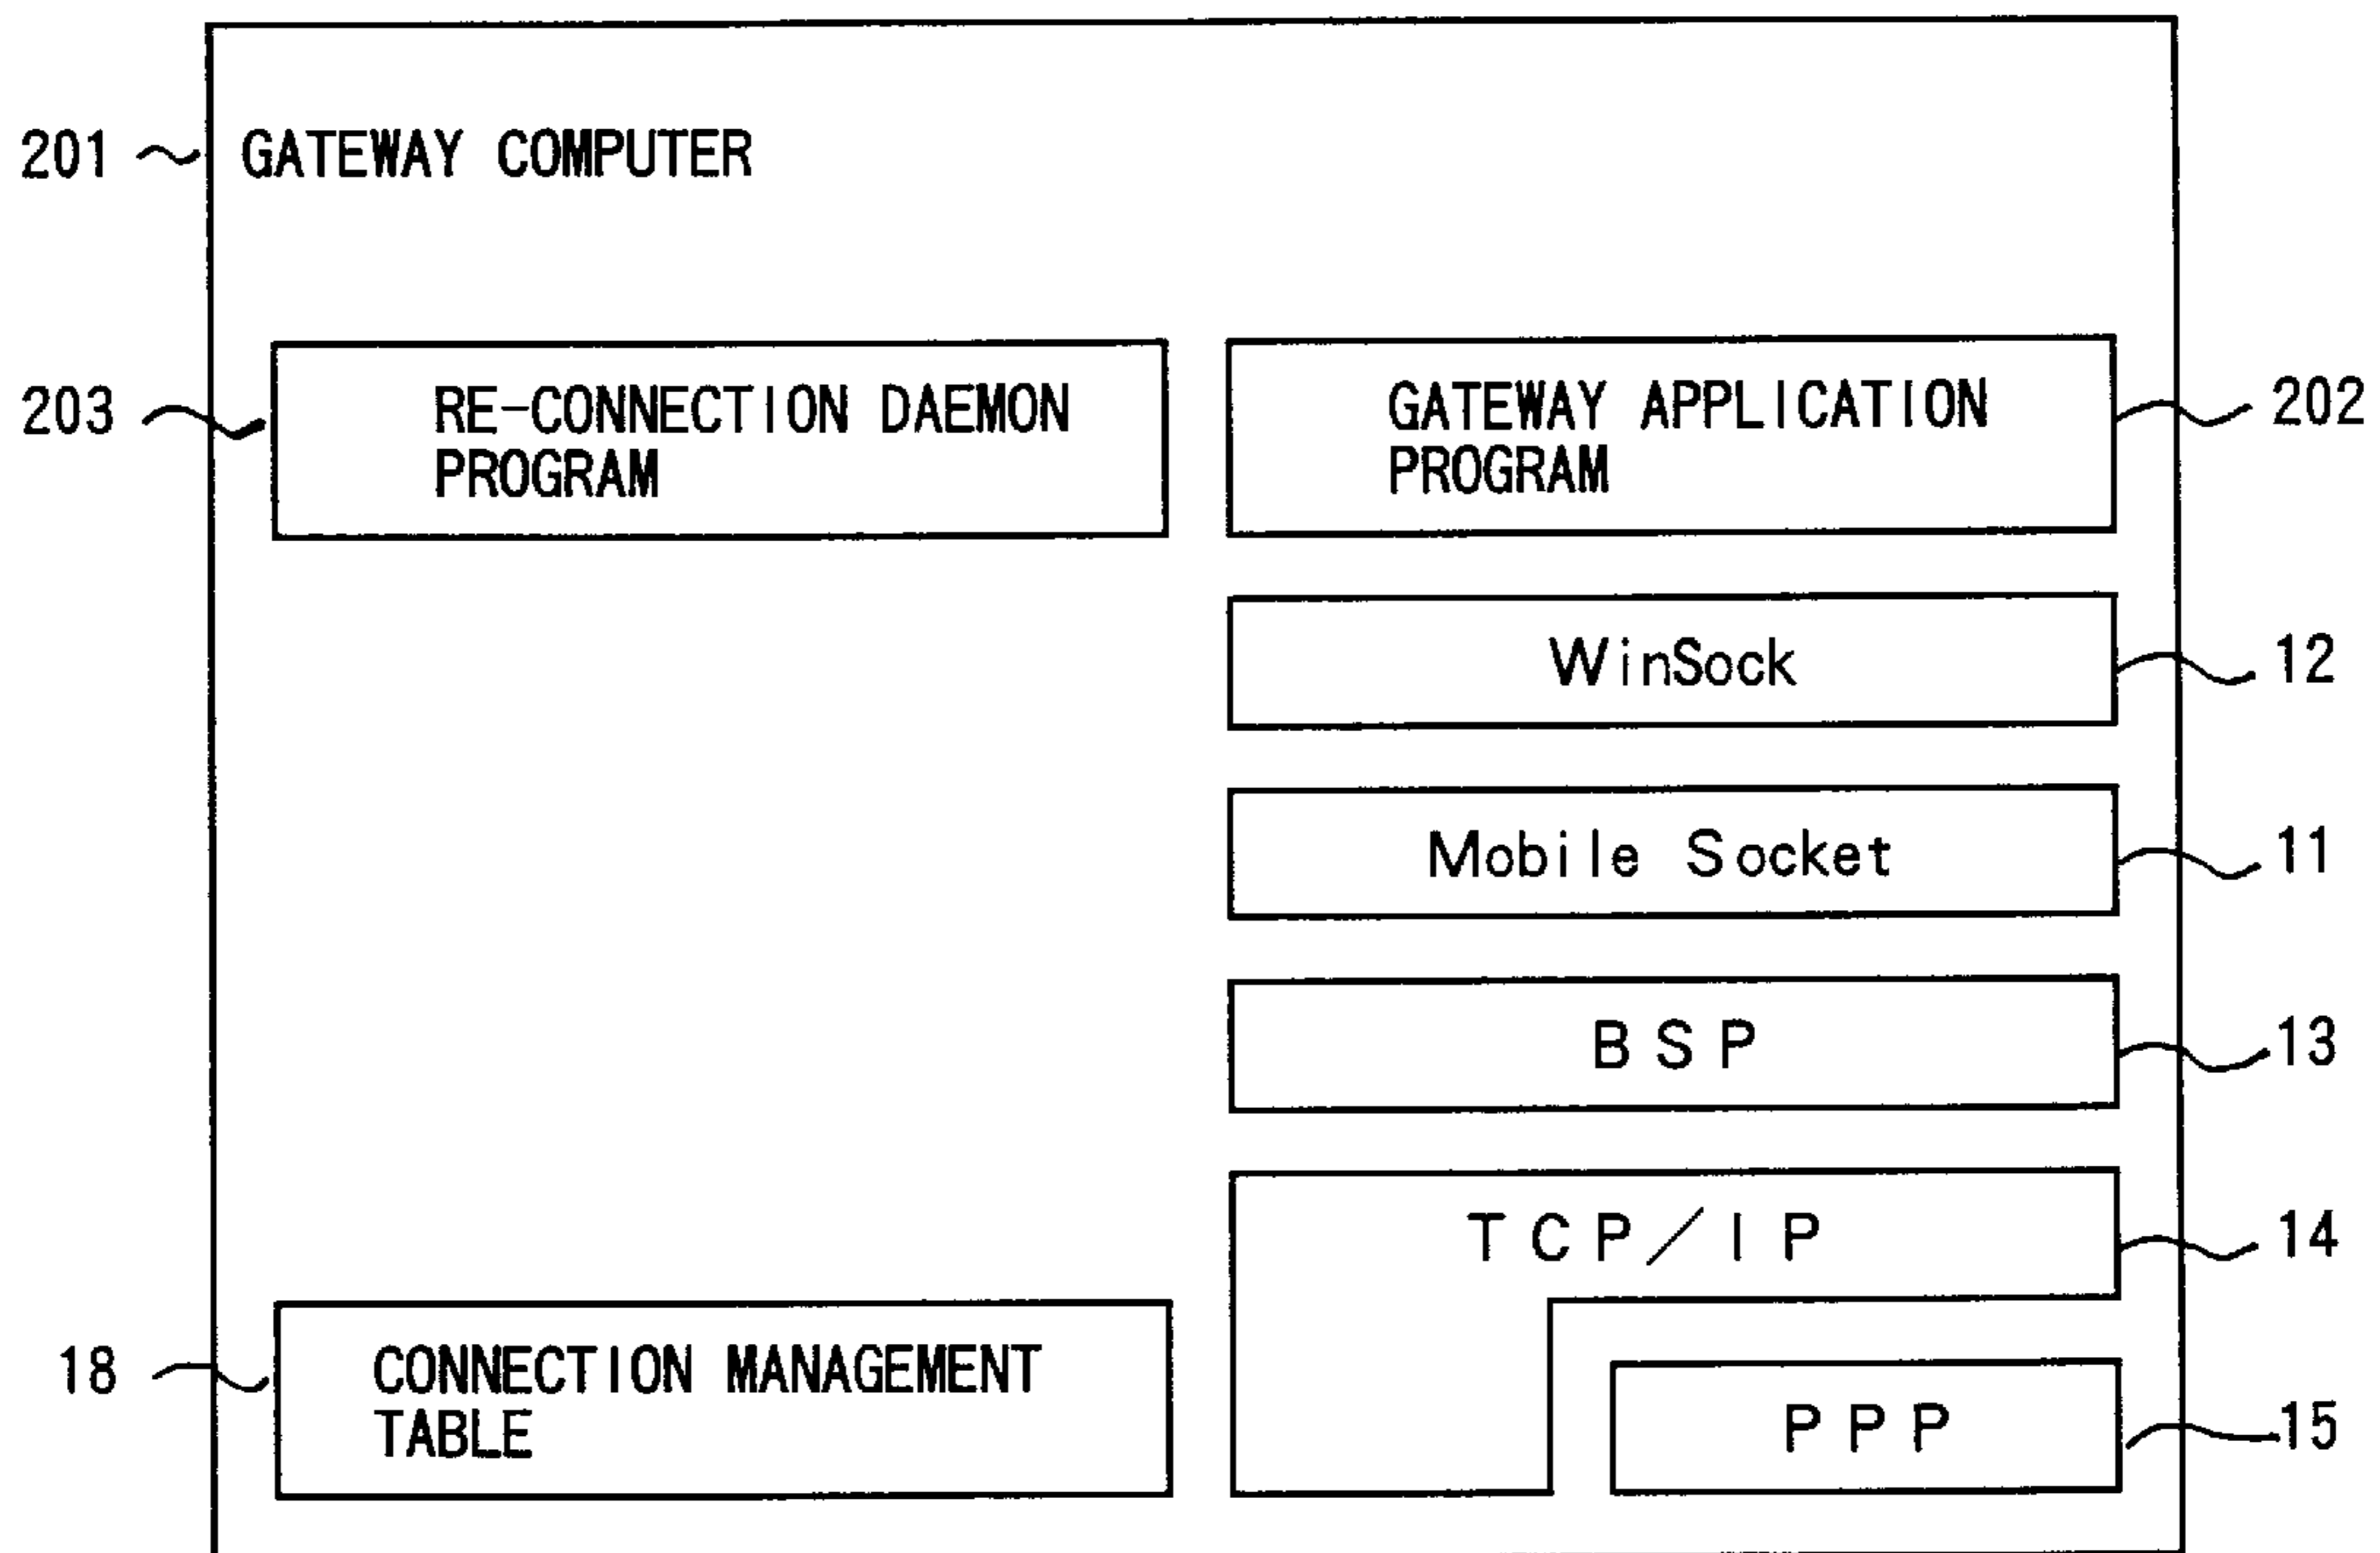 201 GATEWAY COMPUTER
203 RE-CONNECTION DAEMON
PROGRAM
GATEWAY APPLICATION
PROGRAM
202
WinSock 12
Mobile Socket 11
BSP 13
TCP/IP 14
18 CONNECTION MANAGEMENT
TABLE
PPP 15